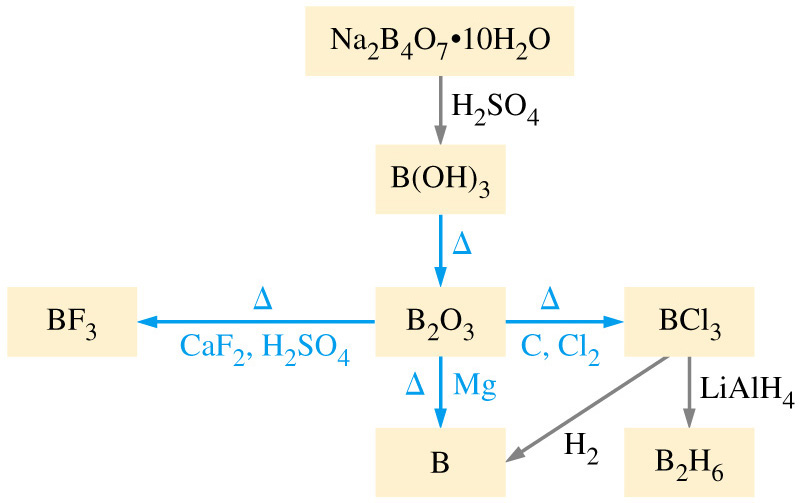 Na₂B₄O₇•10H₂O
H₂SO₄
B(OH)₃
Δ
BF₃
Δ
CaF₂, H₂SO₄
B₂O₃
Δ
C, Cl₂
BCl₃
Δ Mg
H₂
LiAlH₄
B
B₂H₆